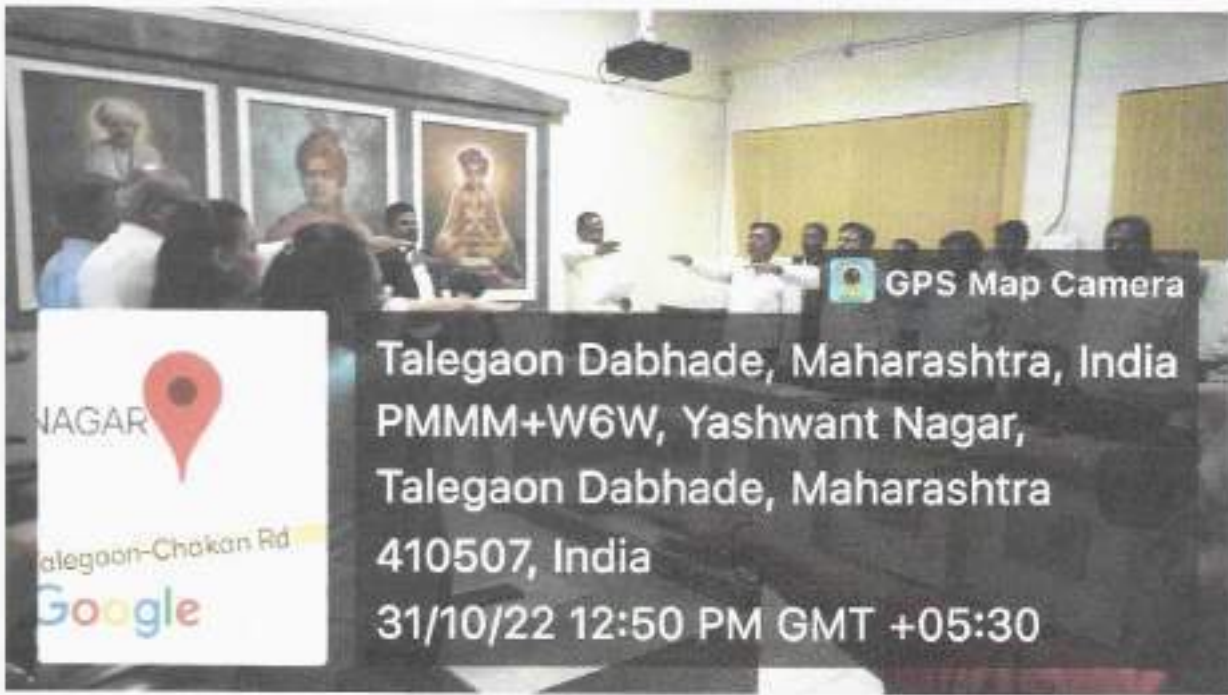 GPS Map Camera
Talegaon Dabhade, Maharashtra, India
PMMM+W6W, Yashwant Nagar,
Talegaon Dabhade, Maharashtra
410507, India
31/10/22 12:50 PM GMT +05:30
NAGAR
alegaon-Chakan Rd
Google